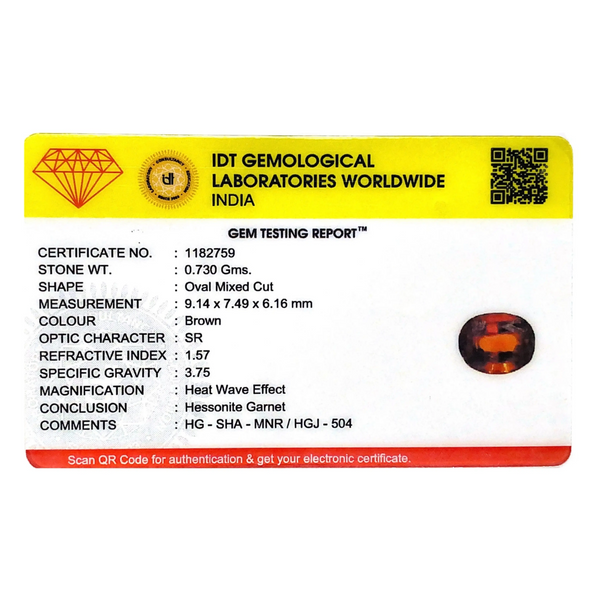 IDT GEMOLOGICAL
LABORATORIES WORLDWIDE
INDIA
GEM TESTING REPORT™
CERTIFICATE NO. : 1182759
STONE WT. : 0.730 Gms.
SHAPE : Oval Mixed Cut
MEASUREMENT : 9.14 x 7.49 x 6.16 mm
COLOUR : Brown
OPTIC CHARACTER : SR
REFRACTIVE INDEX : 1.57
SPECIFIC GRAVITY : 3.75
MAGNIFICATION : Heat Wave Effect
CONCLUSION : Hessonite Garnet
COMMENTS : HG - SHA - MNR / HGJ - 504
Scan QR Code for authentication & get your electronic certificate.